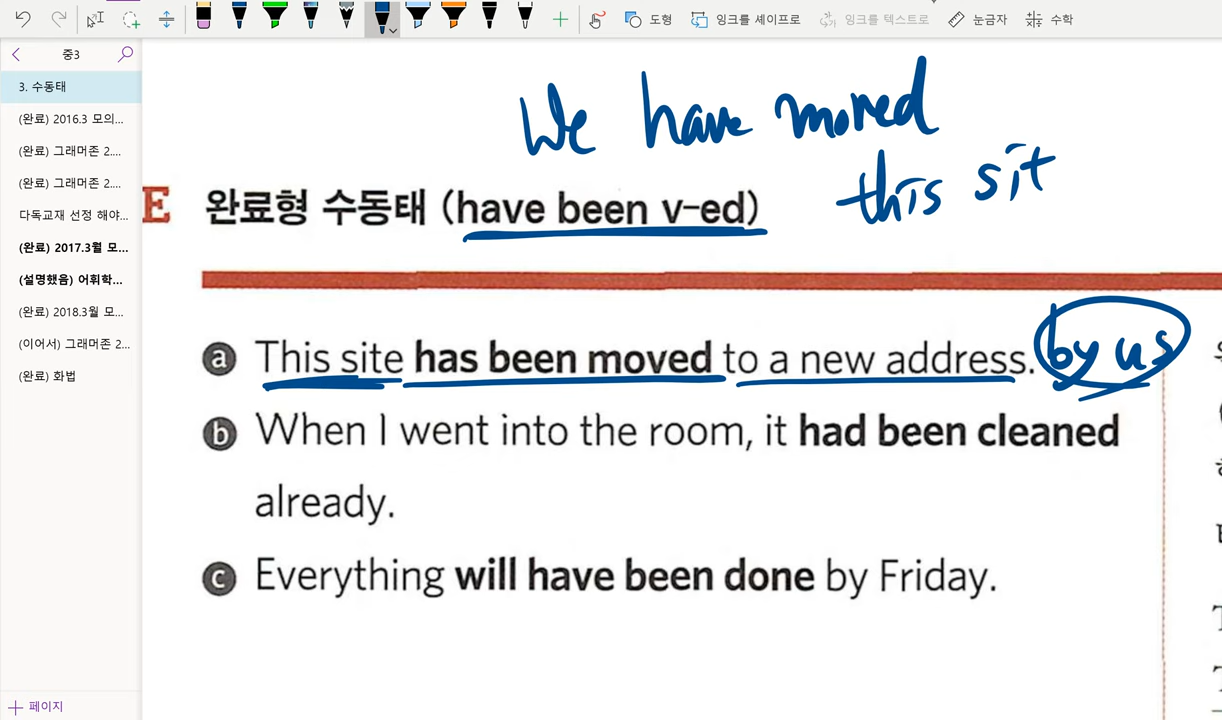 도형
잉크를 셰이프로
잉크를 텍스트로
눈금자
수학
중3
3. 수동태
(완료) 2016.3 모의...
(완료) 그래머존 2....
(완료) 그래머존 2....
다독교재 선정 해야...
(완료) 2017.3월 모...
(설명했음) 어휘학...
(완료) 2018.3월 모...
(이어서) 그래머존 2...
(완료) 화법
페이지
We have moved
this sit
E 완료형 수동태 (have been v-ed)
a This site has been moved to a new address. by us
b When I went into the room, it had been cleaned
already.
c Everything will have been done by Friday.